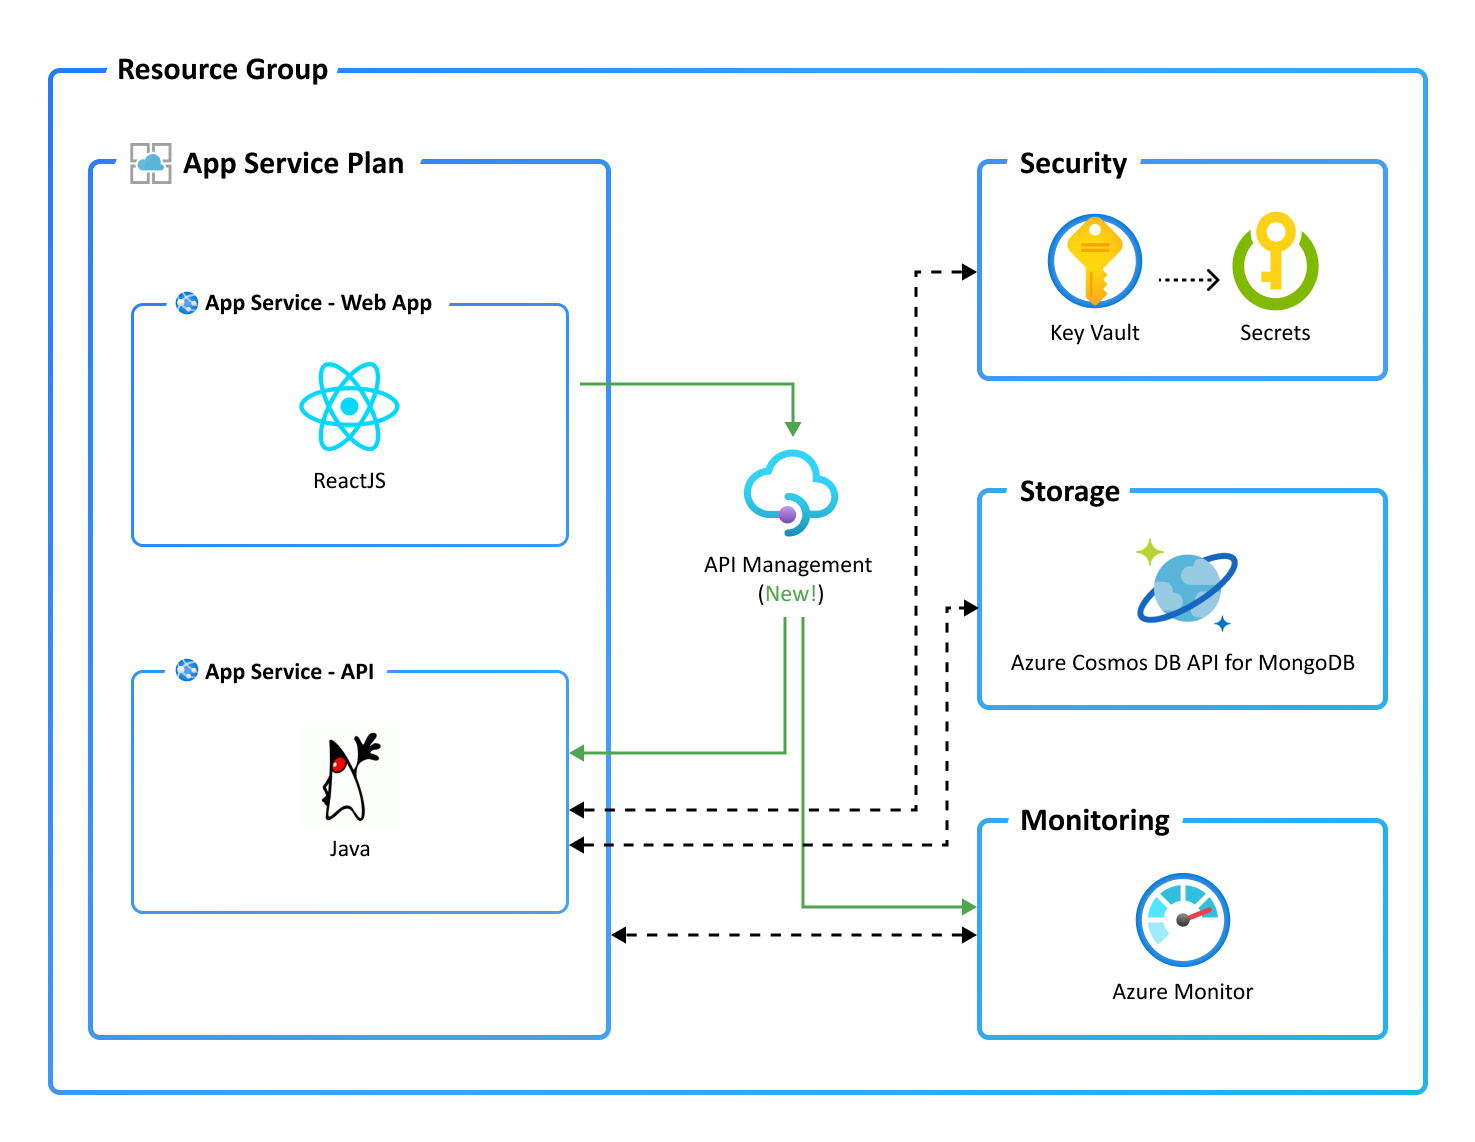 Resource Group
App Service Plan
App Service - Web App
ReactJS
App Service - API
Java
API Management
(New!)
Security
Key Vault
Secrets
Storage
Azure Cosmos DB API for MongoDB
Monitoring
Azure Monitor